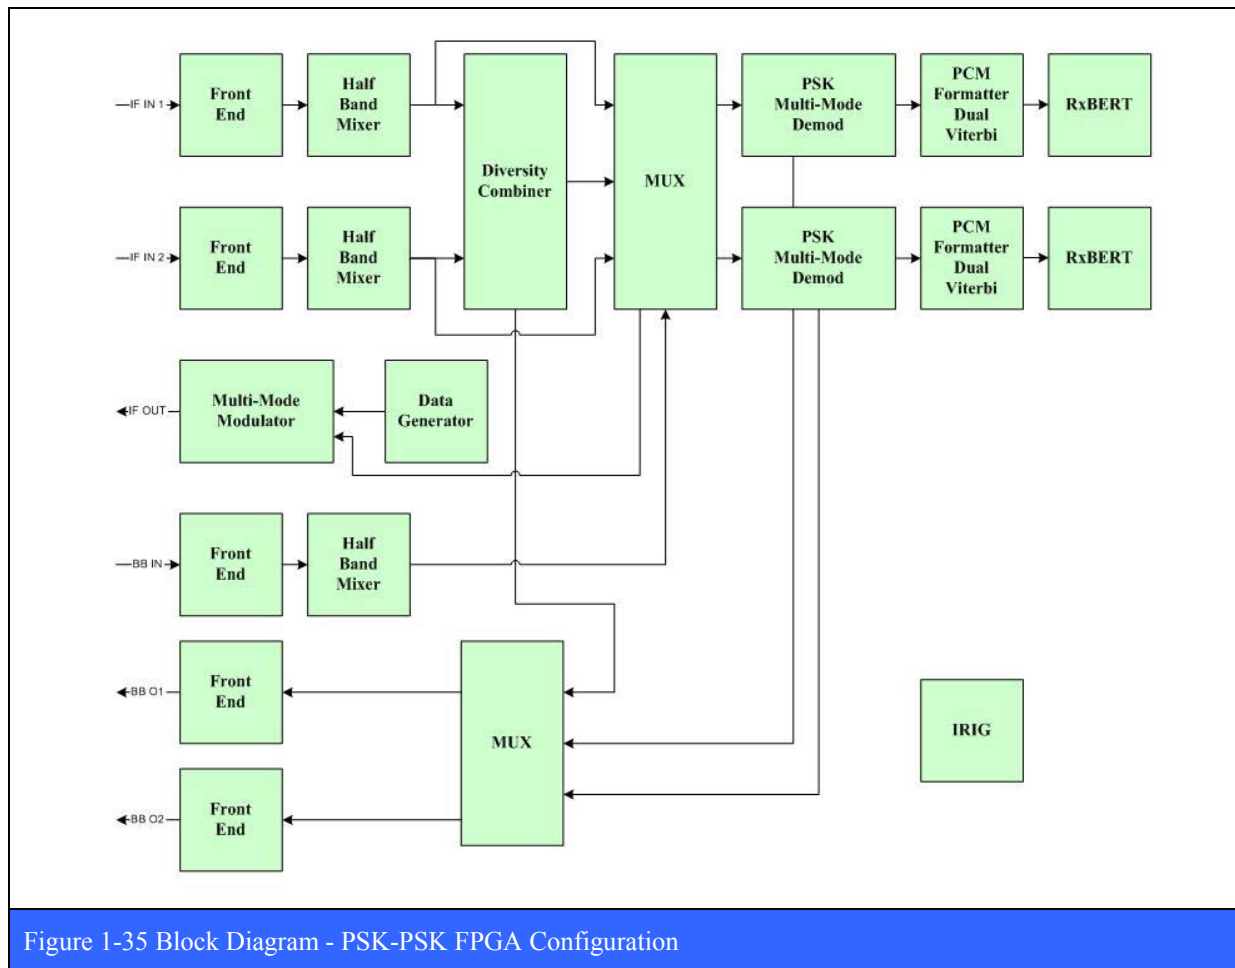 IF IN 1
Front
End
Half
Band
Mixer
Diversity
Combiner
MUX
PSK
Multi-Mode
Demod
PCM
Formatter
Dual
Viterbi
RxBERT
IF IN 2
Front
End
Half
Band
Mixer
PSK
Multi-Mode
Demod
PCM
Formatter
Dual
Viterbi
RxBERT
IF OUT
Multi-Mode
Modulator
Data
Generator
BB IN
Front
End
Half
Band
Mixer
BB O1
Front
End
MUX
IRIG
BB O2
Front
End
Figure 1-35 Block Diagram - PSK-PSK FPGA Configuration